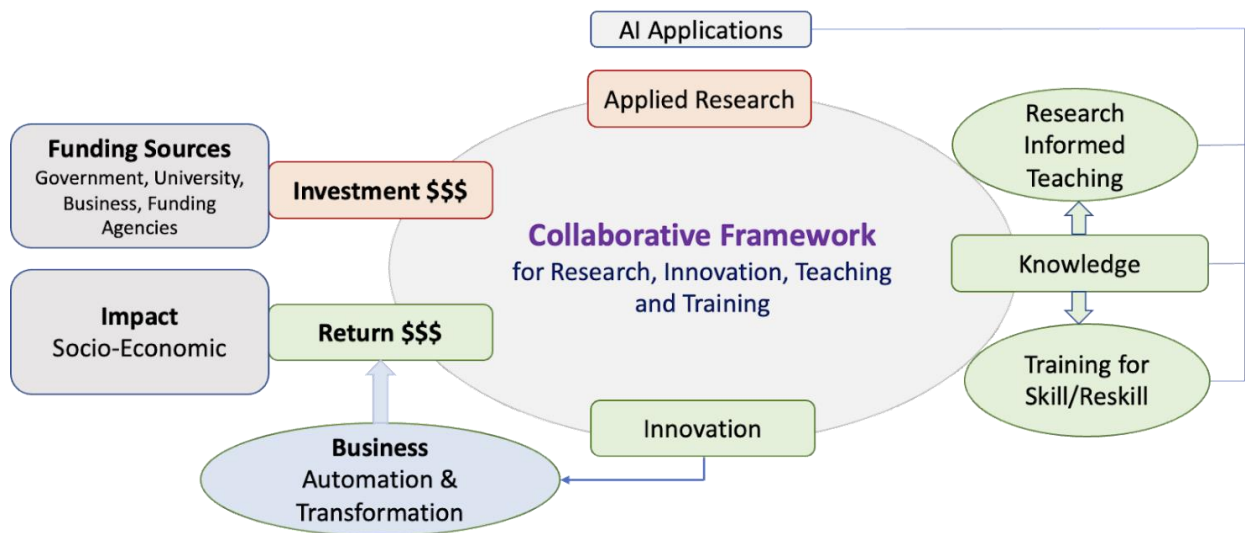 AI Applications
Applied Research
Funding Sources
Government, University,
Business, Funding
Agencies
Investment $$$
Research
Informed
Teaching
Collaborative Framework
for Research, Innovation, Teaching
and Training
Knowledge
Impact
Socio-Economic
Return $$$
Training for
Skill/Reskill
Innovation
Business
Automation &
Transformation